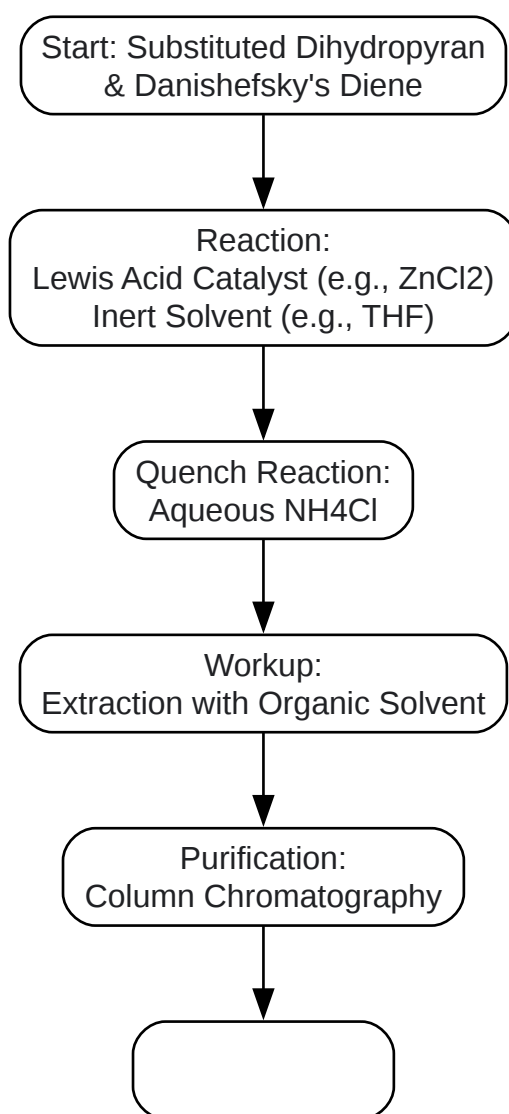 Start: Substituted Dihydropyran
& Danishefsky's Diene
Reaction:
Lewis Acid Catalyst (e.g., ZnCl2)
Inert Solvent (e.g., THF)
Quench Reaction:
Aqueous NH4Cl
Workup:
Extraction with Organic Solvent
Purification:
Column Chromatography